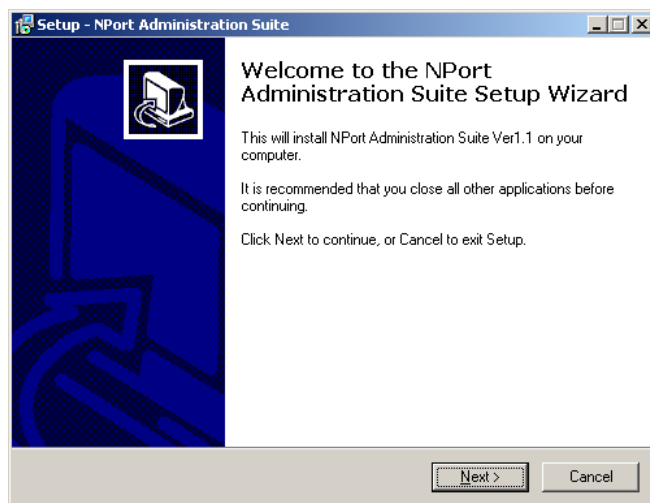 Setup - NPort Administration Suite
Welcome to the NPort
Administration Suite Setup Wizard
This will install NPort Administration Suite Ver1.1 on your
computer.
It is recommended that you close all other applications before
continuing.
Click Next to continue, or Cancel to exit Setup.
Next > Cancel